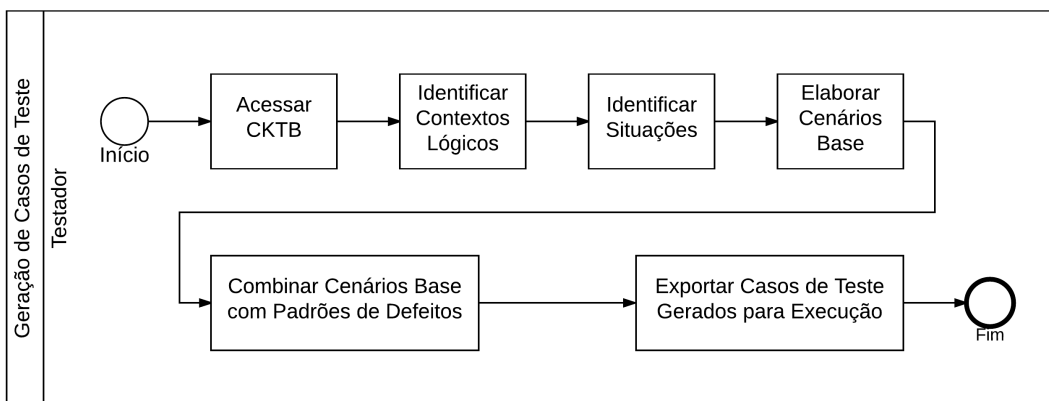 Geração de Casos de Teste
Testador
Início
Acessar
CKTB
Identificar
Contextos
Lógicos
Identificar
Situações
Elaborar
Cenários
Base
Combinar Cenários Base
com Padrões de Defeitos
Exportar Casos de Teste
Gerados para Execução
Fim